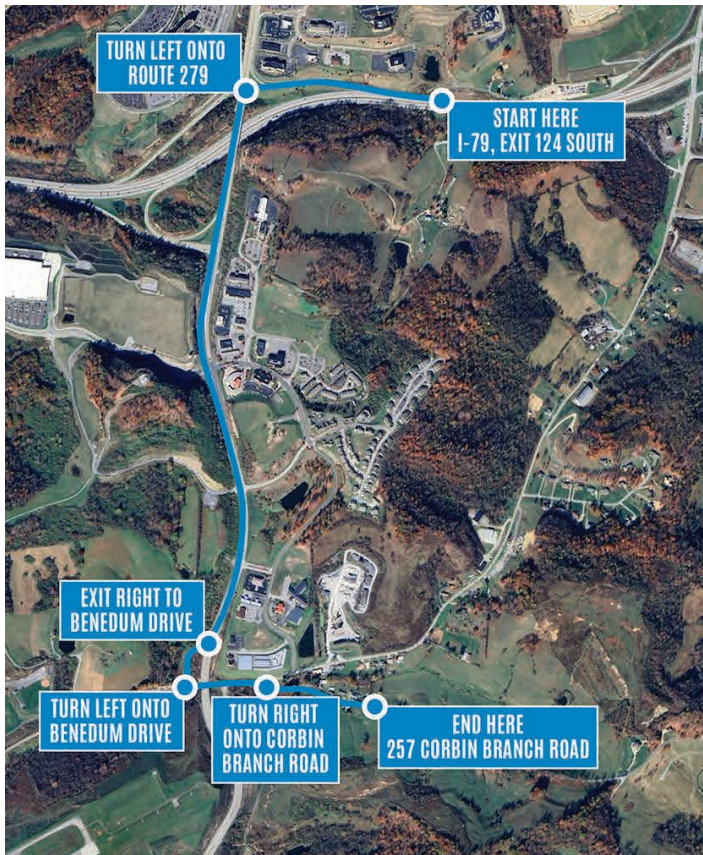 TURN LEFT ONTO
ROUTE 279
START HERE
I-79, EXIT 124 SOUTH
EXIT RIGHT TO
BENEDUM DRIVE
TURN LEFT ONTO
BENEDUM DRIVE
TURN RIGHT
ONTO CORBIN
BRANCH ROAD
END HERE
257 CORBIN BRANCH ROAD